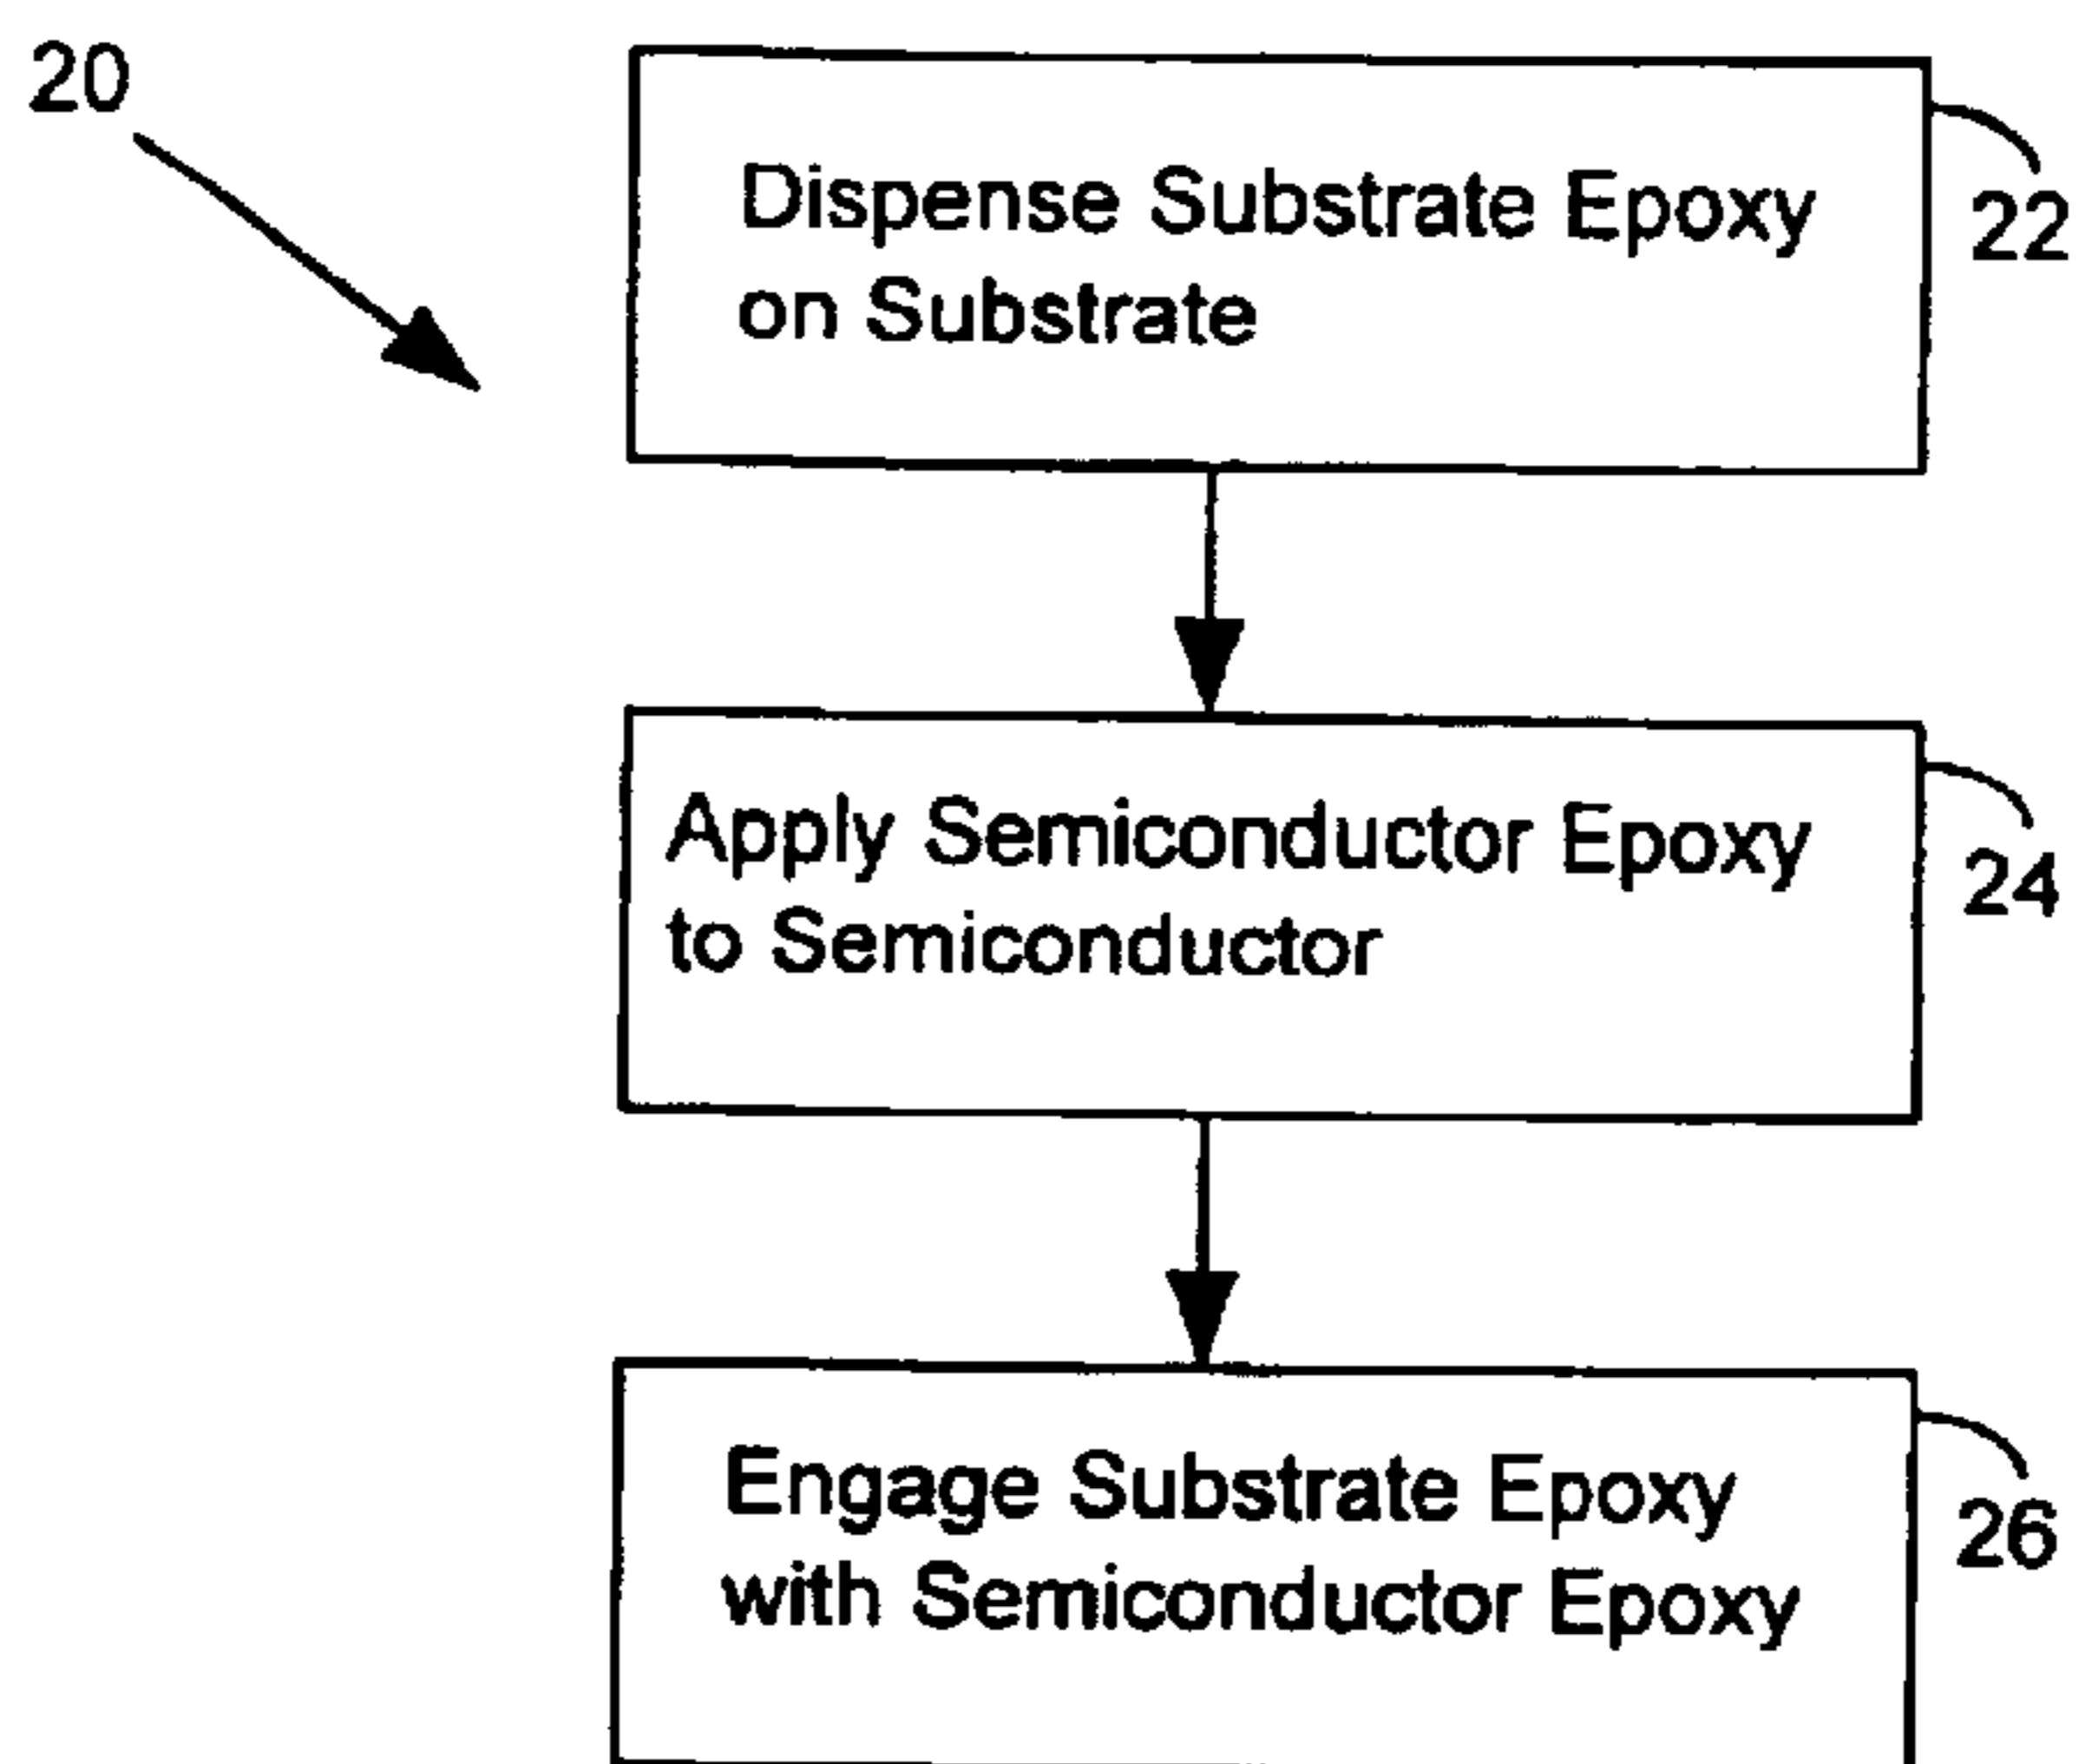 20
Dispense Substrate Epoxy
on Substrate
22
Apply Semiconductor Epoxy
to Semiconductor
24
Engage Substrate Epoxy
with Semiconductor Epoxy
26